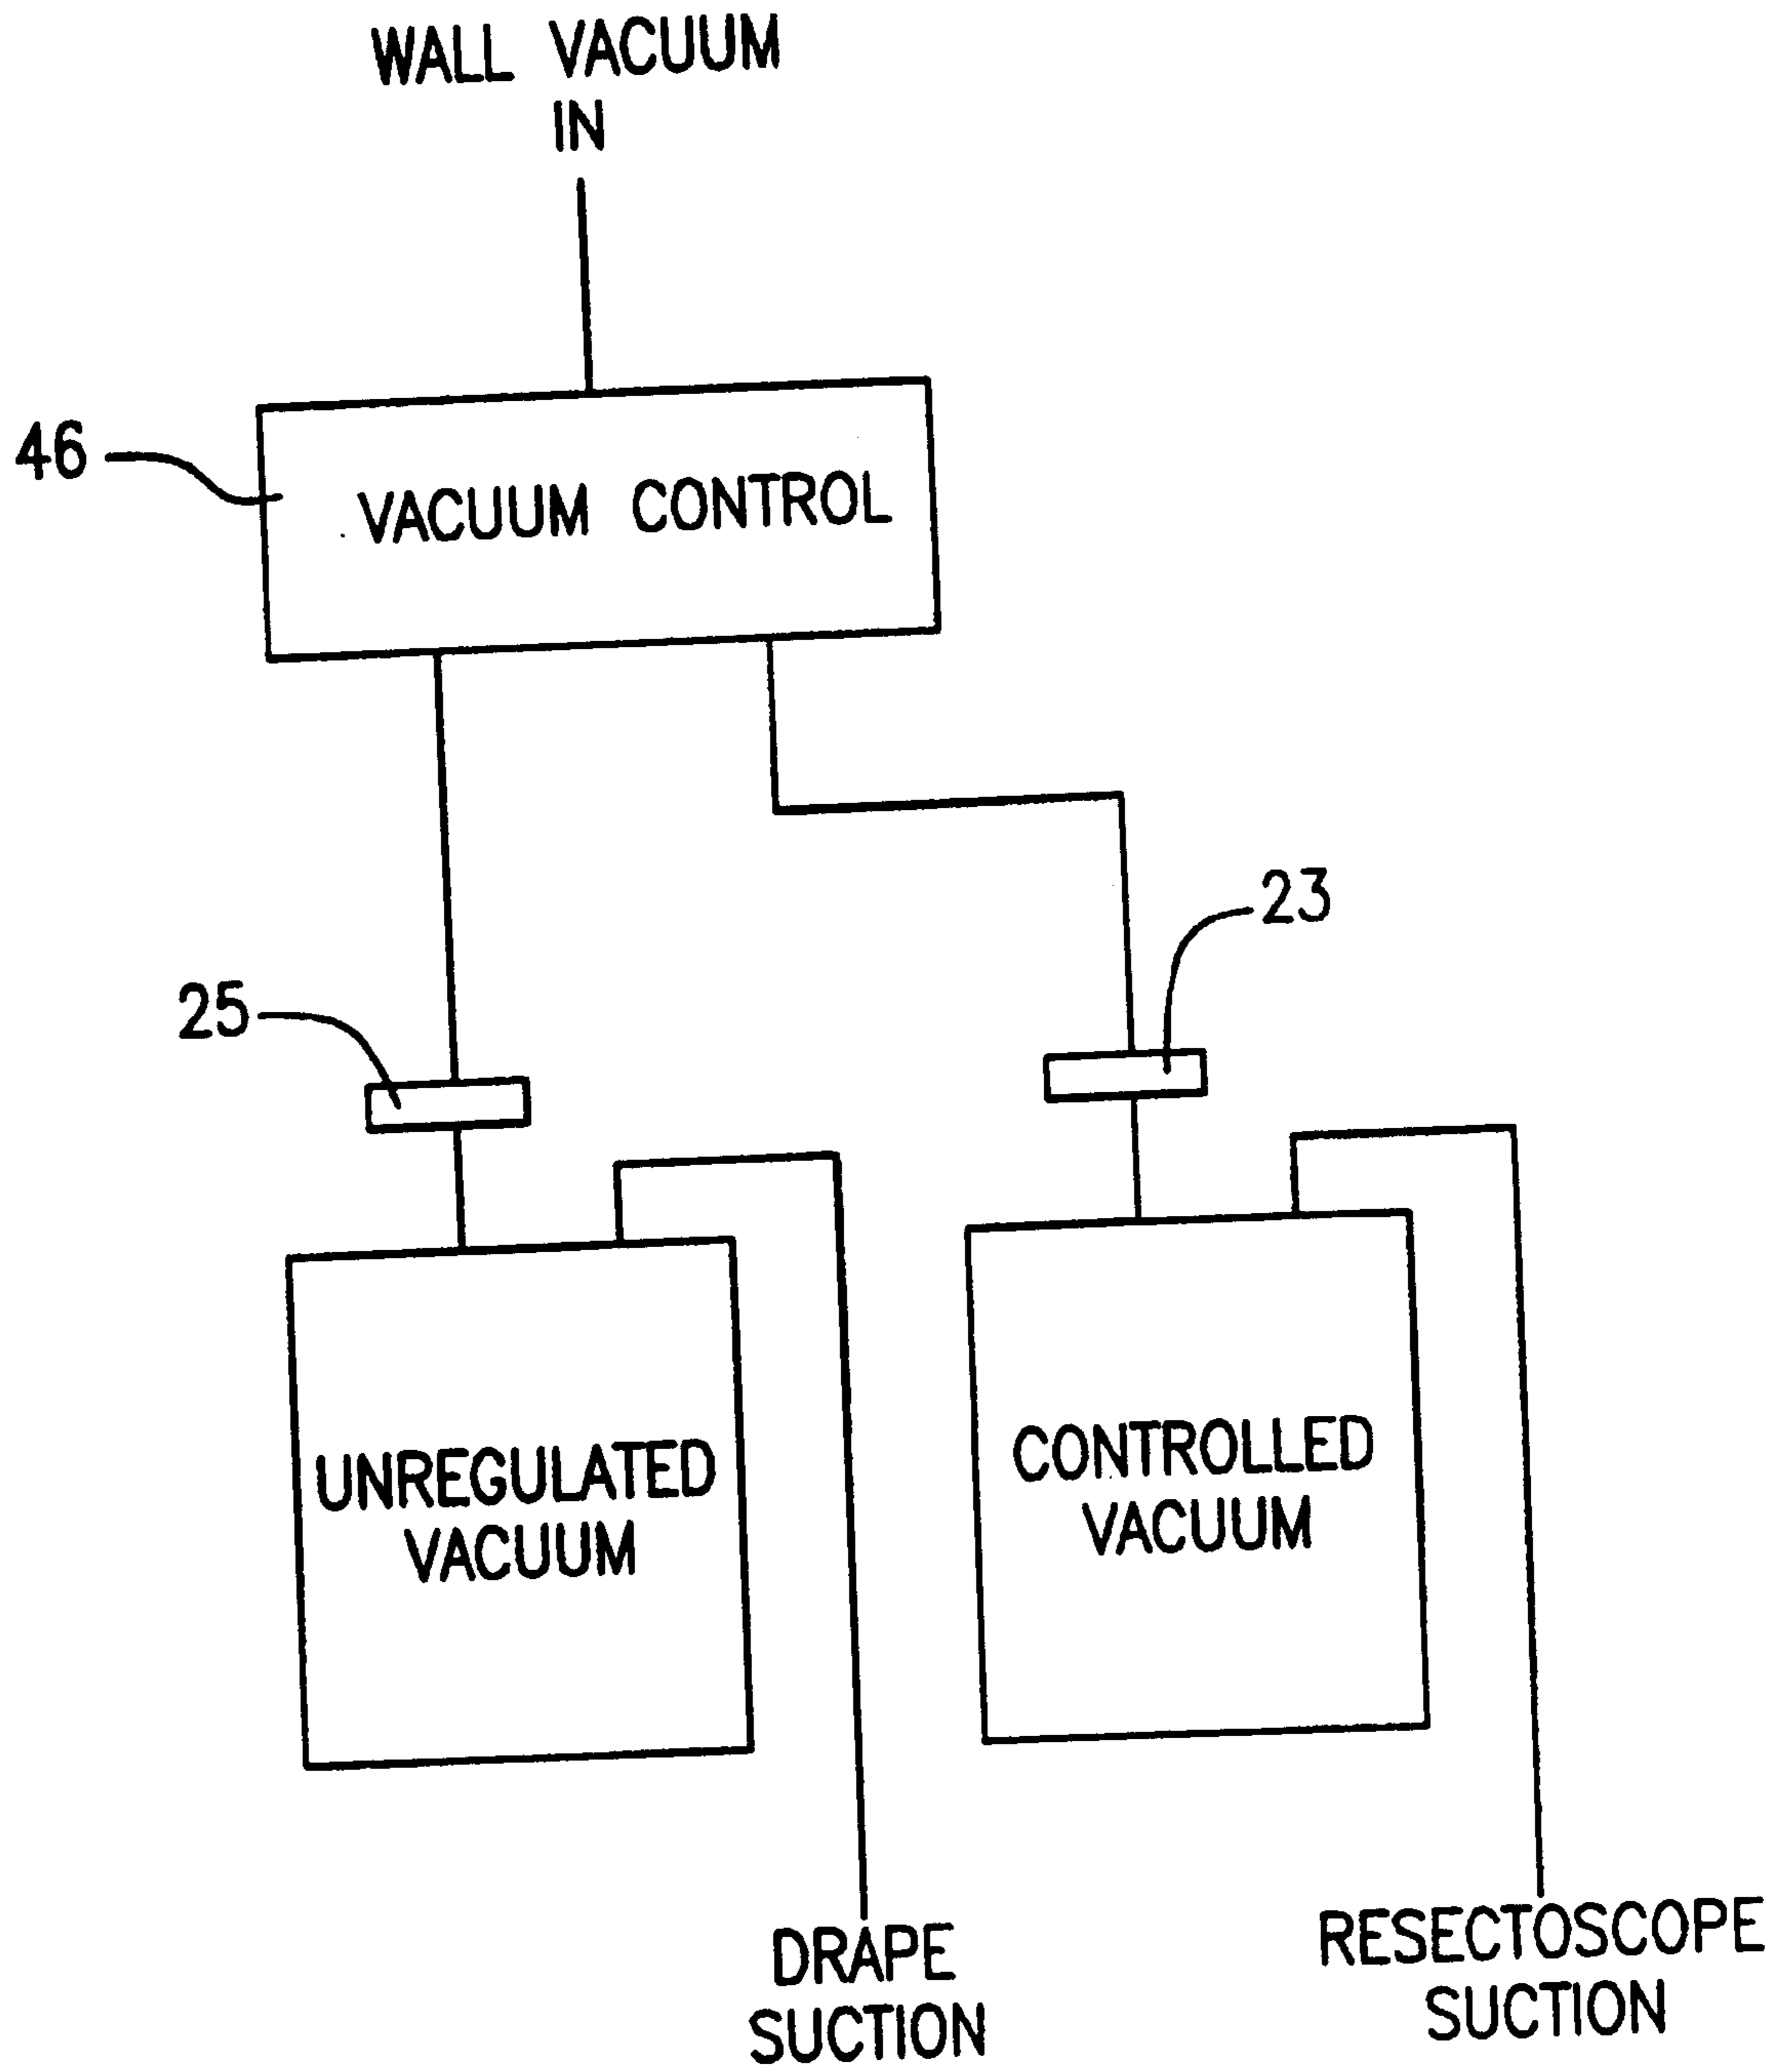 WALL VACUUM
IN
46
VACUUM CONTROL
23
25
UNREGULATED
VACUUM
CONTROLLED
VACUUM
DRAPE
SUCTION
RESECTOSCOPE
SUCTION